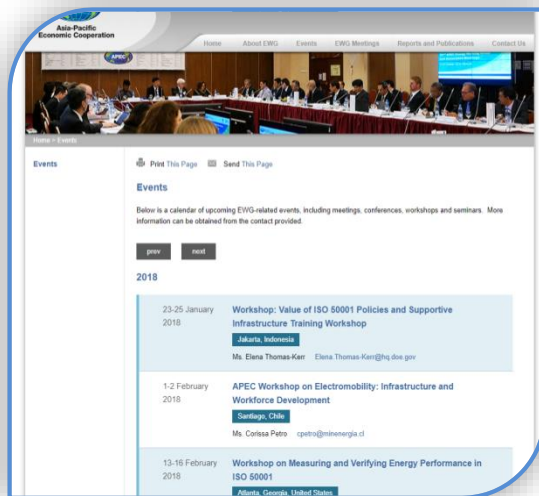 Asia-Pacific
Economic Cooperation
Home About EWG Events EWG Meetings Reports and Publications Contact Us
APEC
Home > Events
Events
Print This Page Send This Page
Events
Below is a calendar of upcoming EWG-related events, including meetings, conferences, workshops and seminars. More
information can be obtained from the contact provided.
prev next
2018
23-25 January
2018
Workshop: Value of ISO 50001 Policies and Supportive
Infrastructure Training Workshop
Jakarta, Indonesia
Ms. Elena Thomas-Kerr Elena.Thomas-Kerr@hq.doe.gov
1-2 February
2018
APEC Workshop on Electromobility: Infrastructure and
Workforce Development
Santiago, Chile
Ms. Corissa Petro cpetro@minenergia.cl
13-16 February
2018
Workshop on Measuring and Verifying Energy Performance in
ISO 50001
Atlanta, Georgia, United States